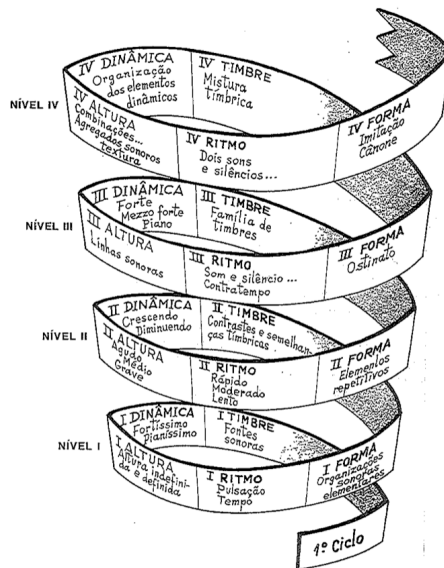 IV DINÂMICA
Organização
dos elementos
dinâmicos
IV TIMBRE
Mistura
tímbrica
NÍVEL IV
IV ALTURA
Combinações...
Agregados sonoros
textura
IV RITMO
Dois sons
e silêncios...
IV FORMA
Imitação
Cânone
III DINÂMICA
Forte
Mezzo forte
Piano
III TIMBRE
Família de
timbres
NÍVEL III
III ALTURA
Linhas sonoras
III RITMO
Som e silêncio...
Contratempo
III FORMA
Ostinato
II DINÂMICA
Crescendo
Diminuendo
II TIMBRE
Contrastes e semelhan-
ças tímbricas
NÍVEL II
II ALTURA
Agudo
Médio
Grave
II RITMO
Rápido
Moderado
Lento
II FORMA
Elementos
repetitivos
I DINÂMICA
Fortíssimo
Pianíssimo
I TIMBRE
Fontes
sonoras
NÍVEL I
I ALTURA
Altura indefini-
da e definida
I RITMO
Pulsação
Tempo
I FORMA
Organizações
sonoras
elementares
1º Ciclo